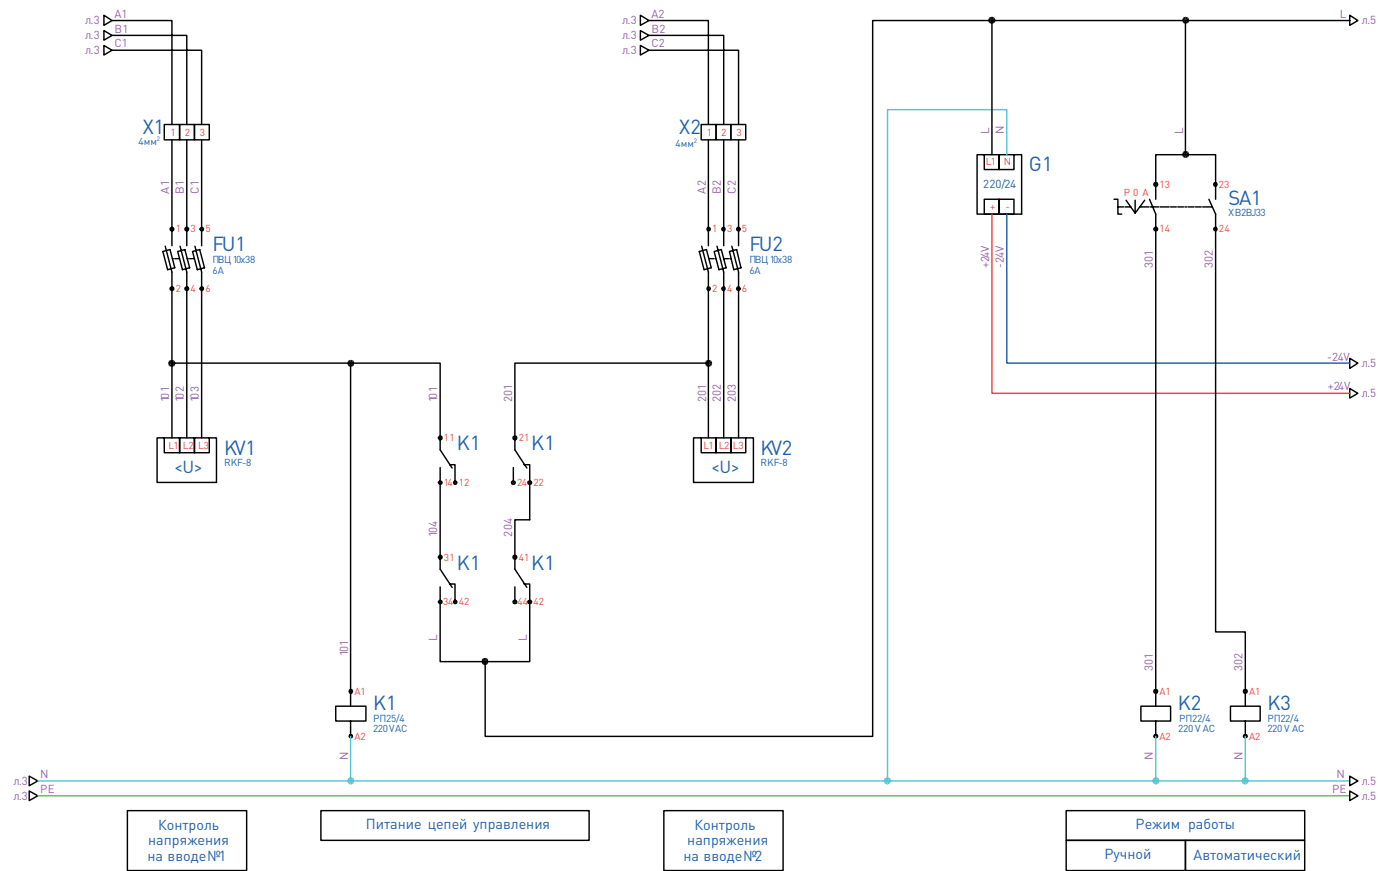 л.3 A1
л.3 B1
л.3 C1
л.3 A2
л.3 B2
л.3 C2
L л.5
X1
4мм²
1 2 3
X2
4мм²
1 2 3
L N
L
L1 N
G1
220/24
+ -
A1 B1 C1
A2 B2 C2
13 23
P 0 A
SA1
XB2BJ33
14 24
1 3 5
FU1
ПВЦ 10x38
6A
2 4 6
1 3 5
FU2
ПВЦ 10x38
6A
2 4 6
+24V -24V
301 302
-24V л.5
+24V л.5
101 102 103
101 201
201 202 203
L1 L2 L3
KV1
RKF-8
<U>
11 K1
14 12
21 K1
24 22
L1 L2 L3
KV2
RKF-8
<U>
104 204
31 K1
34 42
41 K1
44 42
L L
101
301 302
A1
K1
РП25/4
220VAC
A2
N
A1
K2
РП22/4
220 V AC
A2
N
A1
K3
РП22/4
220 V AC
A2
N
л.3 N
N л.5
л.3 PE
PE л.5
Контроль
напряжения
на вводе№1
Питание цепей управления
Контроль
напряжения
на вводе№2
Режим работы
Ручной Автоматический